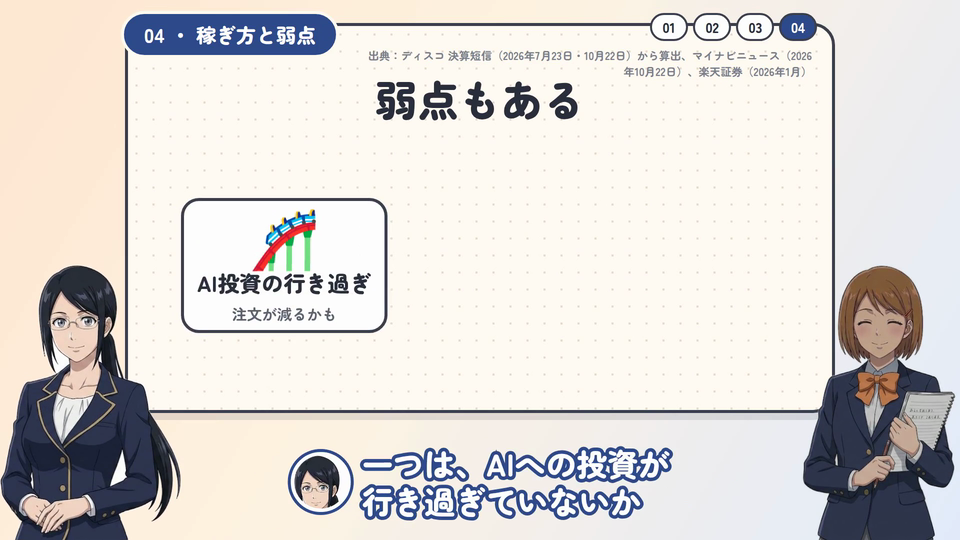 04 ・ 稼ぎ方と弱点
01 02 03 04
出典：ディスコ 決算短信（2026年7月23日・10月22日）から算出、マイナビニュース（2026
年10月22日）、楽天証券（2026年1月）
弱点もある
AI投資の行き過ぎ
注文が減るかも
一つは、AIへの投資が
行き過ぎていないか